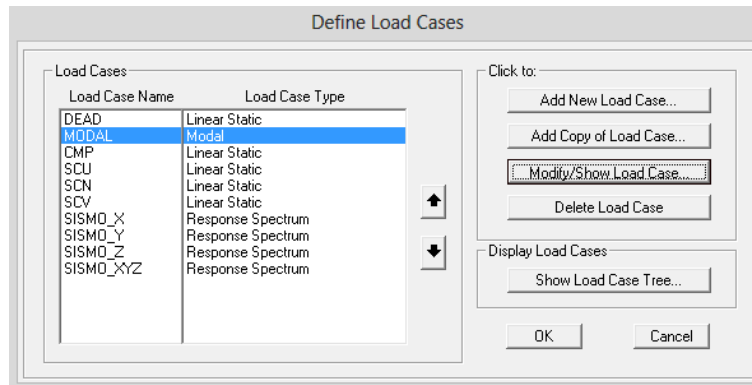 Define Load Cases
Load Cases
Load Case Name Load Case Type
DEAD Linear Static
MODAL Modal
CMP Linear Static
SCU Linear Static
SCN Linear Static
SCV Linear Static
SISMO_X Response Spectrum
SISMO_Y Response Spectrum
SISMO_Z Response Spectrum
SISMO_XYZ Response Spectrum
Click to:
Add New Load Case...
Add Copy of Load Case...
Modify/Show Load Case...
Delete Load Case
Display Load Cases
Show Load Case Tree...
OK Cancel